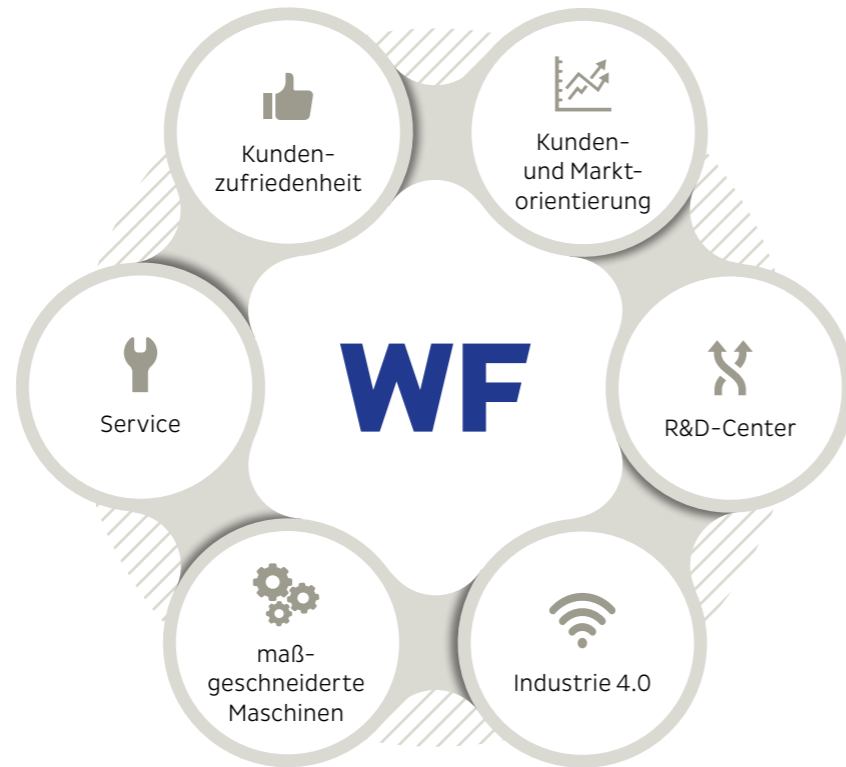 Kunden-
zufriedenheit
Kunden-
und Markt-
orientierung
Service
WF
R&D-Center
maß-
geschneiderte
Maschinen
Industrie 4.0